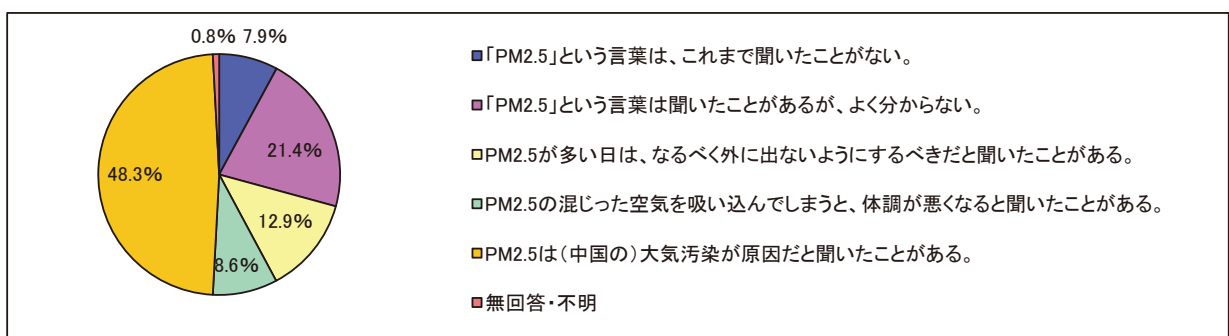 0.8% 7.9%
21.4%
48.3%
12.9%
8.6%
「PM2.5」という言葉は、これまで聞いたことがない。
「PM2.5」という言葉は聞いたことがあるが、よく分からない。
PM2.5が多い日は、なるべく外に出ないようにするべきだと聞いたことがある。
PM2.5の混じった空気を吸い込んでしまうと、体調が悪くなると聞いたことがある。
PM2.5は(中国の)大気汚染が原因だと聞いたことがある。
無回答・不明